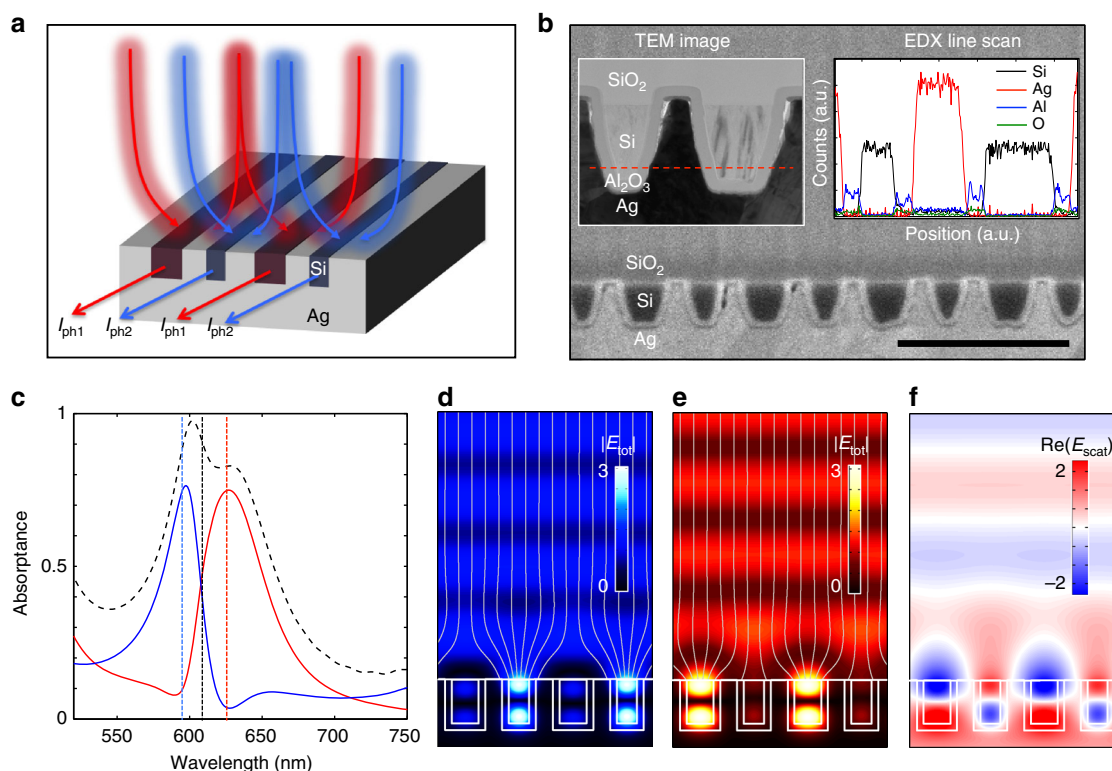 a
Si
Ag
Iph1
Iph2
Iph1
Iph2
b
TEM image
EDX line scan
SiO2
Si
Al2O3
Ag
Counts (a.u.)
Si
Ag
Al
O
Position (a.u.)
SiO2
Si
Ag
c
1
0.5
0
550
600
650
700
750
Absorptance
Wavelength (nm)
d
|Etot|
3
0
e
|Etot|
3
0
f
Re(Escat)
2
−2